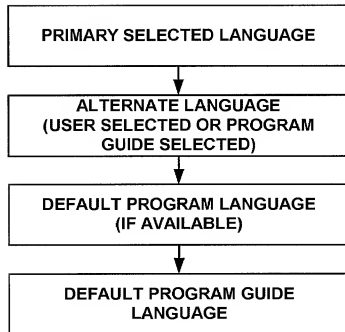 PRIMARY SELECTED LANGUAGE
ALTERNATE LANGUAGE
(USER SELECTED OR PROGRAM
GUIDE SELECTED)
DEFAULT PROGRAM LANGUAGE
(IF AVAILABLE)
DEFAULT PROGRAM GUIDE
LANGUAGE